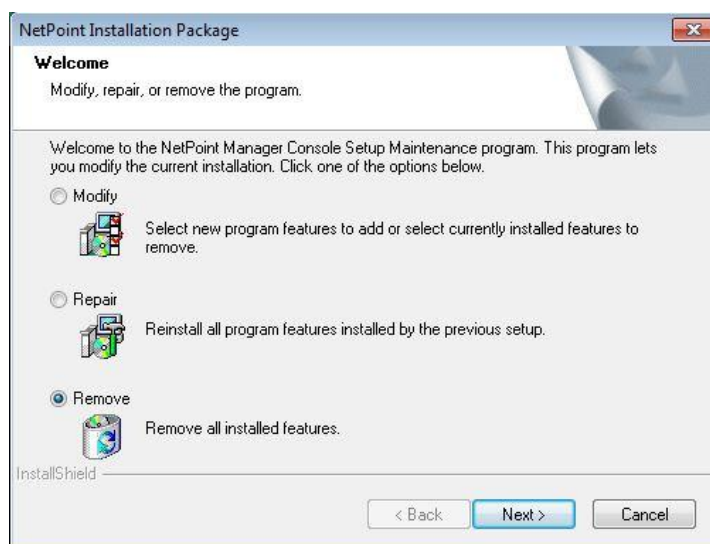 NetPoint Installation Package
Welcome
Modify, repair, or remove the program.
Welcome to the NetPoint Manager Console Setup Maintenance program. This program lets
you modify the current installation. Click one of the options below.
Modify
Select new program features to add or select currently installed features to
remove.
Repair
Reinstall all program features installed by the previous setup.
Remove
Remove all installed features.
InstallShield
< Back
Next >
Cancel